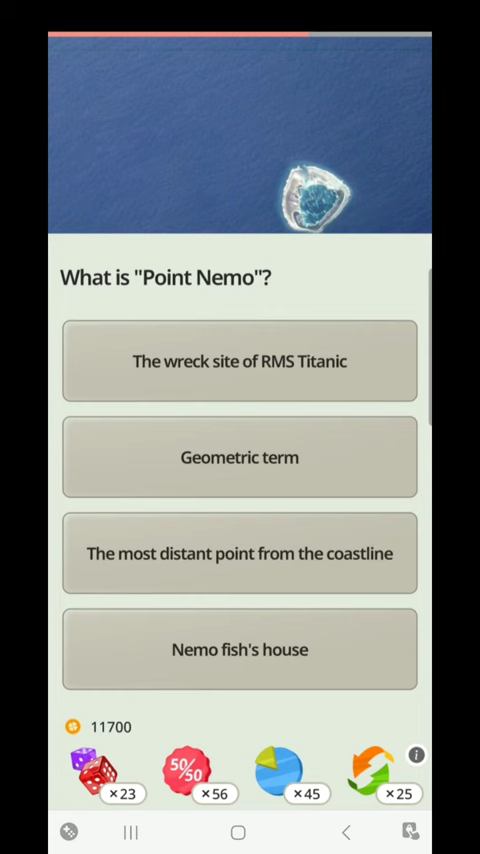 What is "Point Nemo"?
The wreck site of RMS Titanic
Geometric term
The most distant point from the coastline
Nemo fish's house
11700
50/50
×23
×56
×45
×25
i